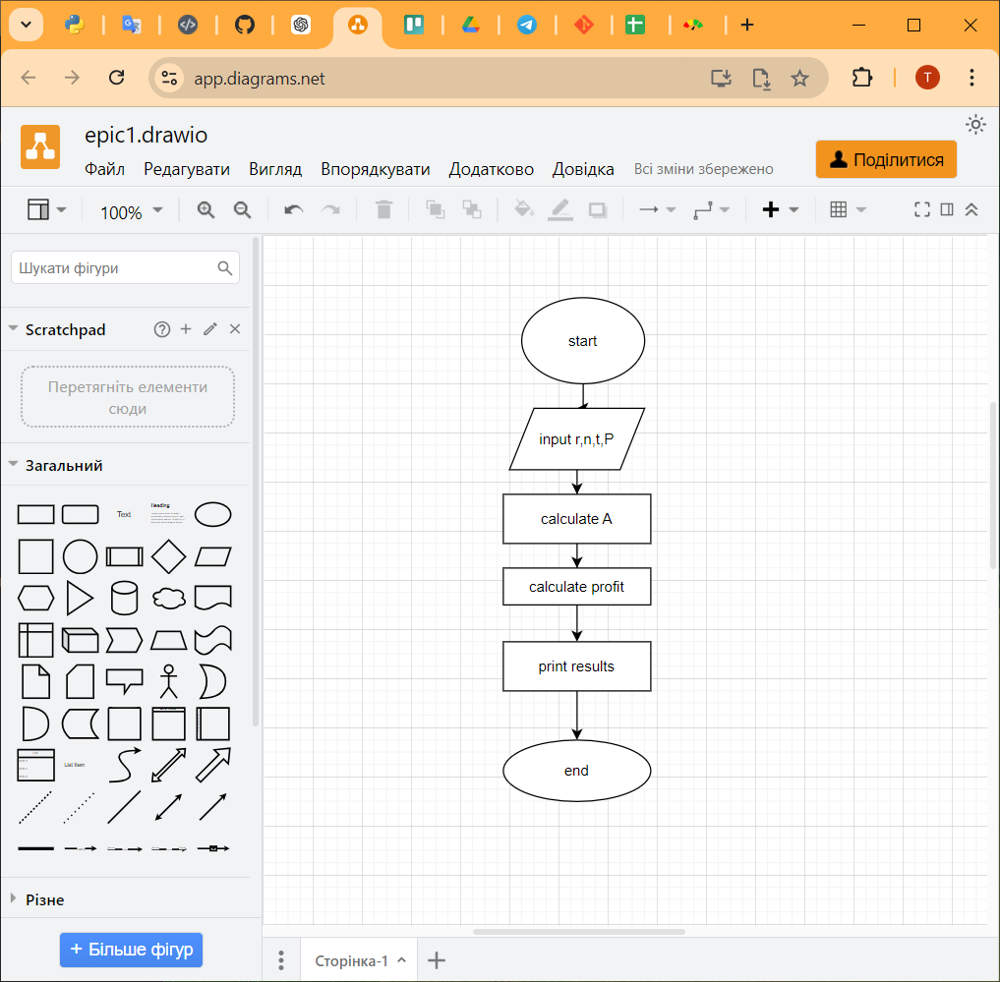 app.diagrams.net
T
epic1.drawio
Файл Редагувати Вигляд Впорядкувати Додатково Довідка Всі зміни збережено
Поділитися
100%
Шукати фігури
Scratchpad
Перетягніть елементи
сюди
Загальний
Text
Heading
List Item
Різне
+ Більше фігур
start
input r,n,t,P
calculate A
calculate profit
print results
end
Сторінка-1